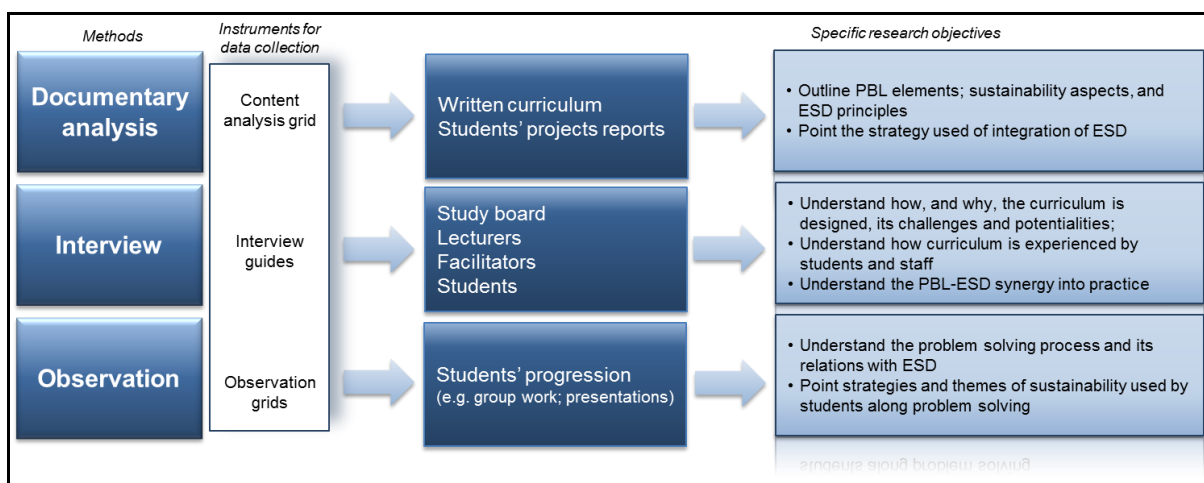 Methods
Instruments for
data collection
Specific research objectives
Documentary
analysis
Content
analysis grid
Written curriculum
Students' projects reports
• Outline PBL elements; sustainability aspects, and
ESD principles
• Point the strategy used of integration of ESD
Interview
Interview
guides
Study board
Lecturers
Facilitators
Students
• Understand how, and why, the curriculum is
designed, its challenges and potentialities;
• Understand how curriculum is experienced by
students and staff
• Understand the PBL-ESD synergy into practice
Observation
Observation
grids
Students' progression
(e.g. group work; presentations)
• Understand the problem solving process and its
relations with ESD
• Point strategies and themes of sustainability used by
students along problem solving